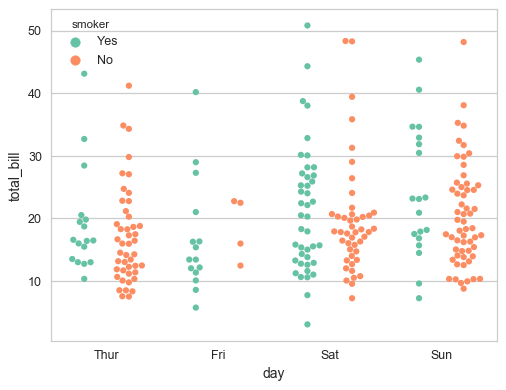 smoker
Yes
No
50
40
30
20
10
total_bill
Thur Fri Sat Sun
day